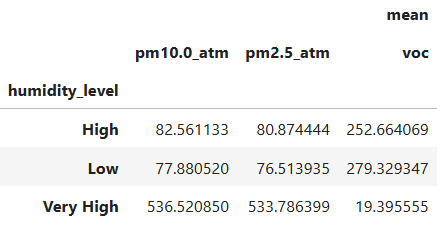 mean
pm10.0_atm pm2.5_atm voc
humidity_level
High 82.561133 80.874444 252.664069
Low 77.880520 76.513935 279.329347
Very High 536.520850 533.786399 19.395555